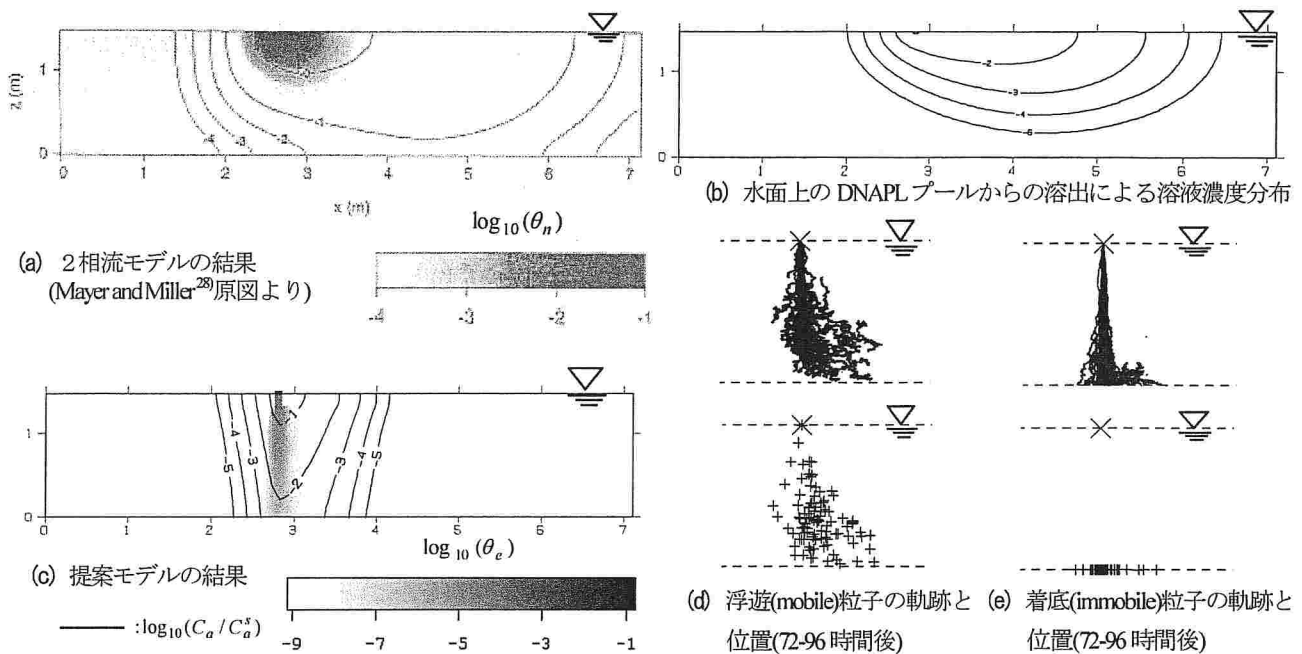 z (m)
1
0
-4
-3
-2
-1
-0
0 1 2 3 4 5 6 7
x (m)
log₁₀(θₙ)
(a) 2相流モデルの結果
(Mayer and Miller²⁸⁾原図より)
-4 -3 -2 -1
1
0
-2
-3
-4
-5
0 1 2 3 4 5 6 7
(b) 水面上の DNAPL プールからの溶出による溶液濃度分布
1
0
-5
-4
-3
-1
-2
-3
-4
-5
0 1 2 3 4 5 6 7
log₁₀(θₑ)
(c) 提案モデルの結果
:log₁₀(Cₐ/Cₐˢ)
-9 -7 -5 -3 -1
(d) 浮遊(mobile)粒子の軌跡と
位置(72-96 時間後)
(e) 着底(immobile)粒子の軌跡と
位置(72-96 時間後)